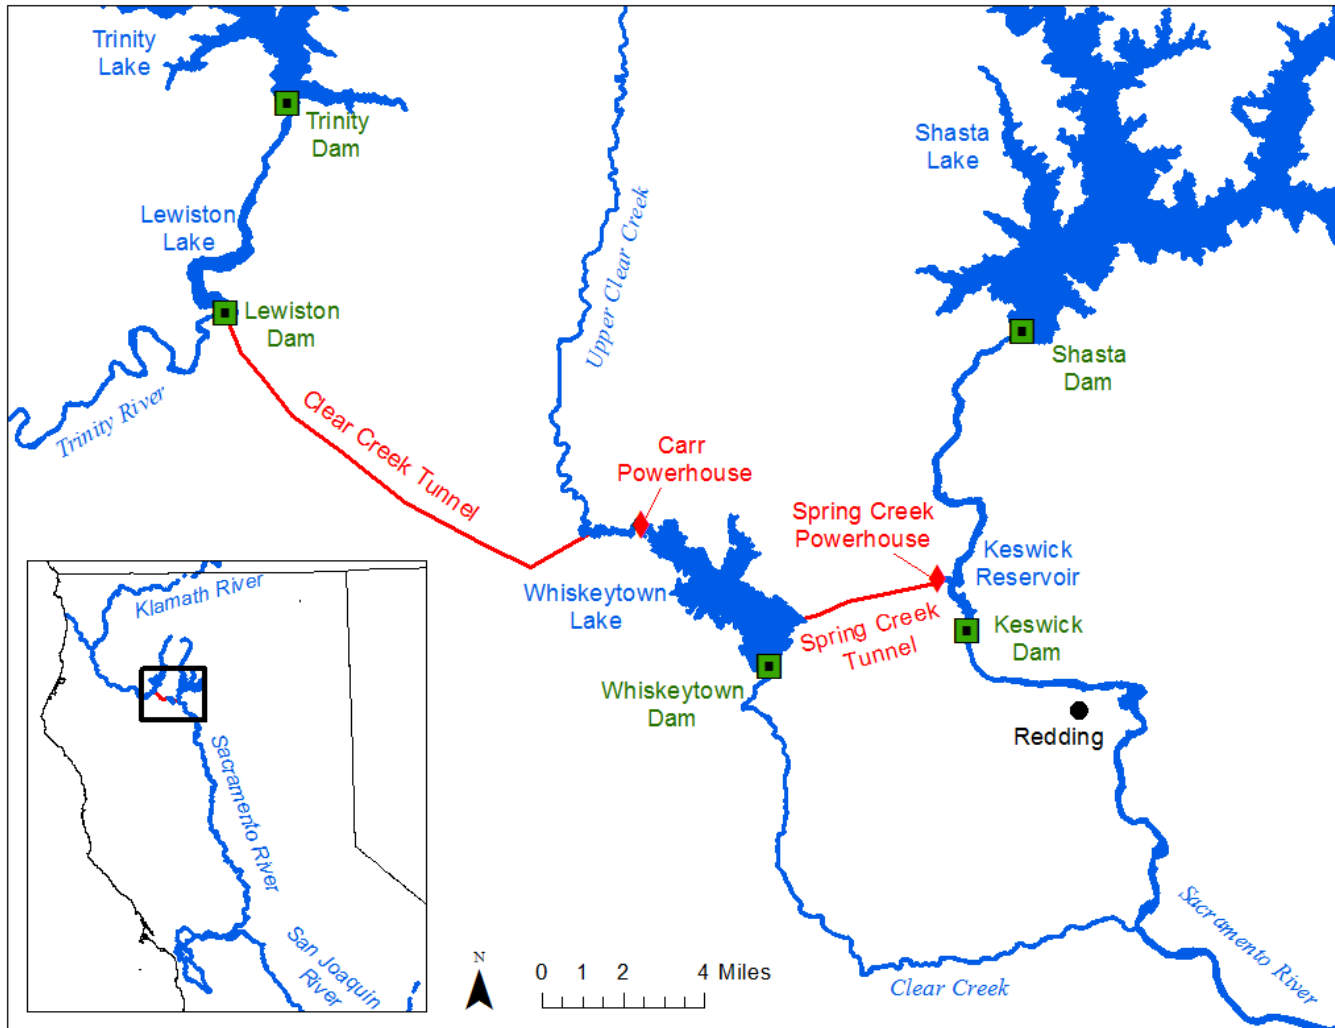 Trinity
Lake
Trinity
Dam
Shasta
Lake
Lewiston
Lake
Upper Clear Creek
Lewiston
Dam
Shasta
Dam
Trinity River
Clear Creek Tunnel
Carr
Powerhouse
Spring Creek
Powerhouse
Keswick
Reservoir
Whiskeytown
Lake
Spring Creek
Tunnel
Keswick
Dam
Whiskeytown
Dam
Redding
Klamath River
Sacramento River
San Joaquin
River
N
0 1 2 4 Miles
Clear Creek
Sacramento River